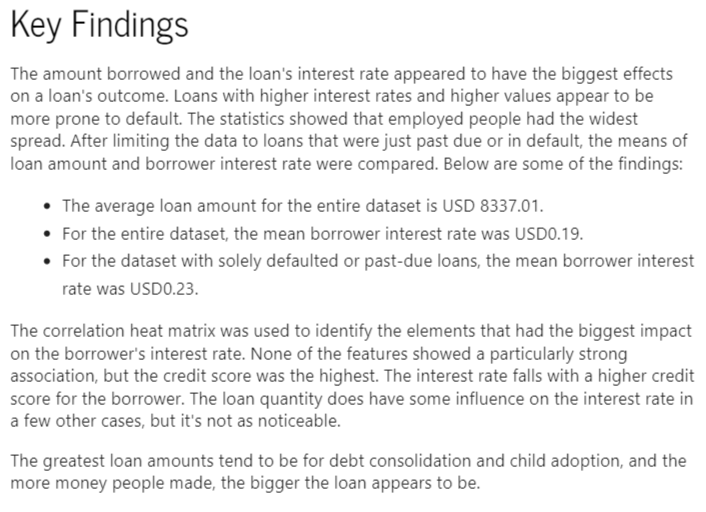 Key Findings
The amount borrowed and the loan's interest rate appeared to have the biggest effects
on a loan's outcome. Loans with higher interest rates and higher values appear to be
more prone to default. The statistics showed that employed people had the widest
spread. After limiting the data to loans that were just past due or in default, the means of
loan amount and borrower interest rate were compared. Below are some of the findings:
• The average loan amount for the entire dataset is USD 8337.01.
• For the entire dataset, the mean borrower interest rate was USD0.19.
• For the dataset with solely defaulted or past-due loans, the mean borrower interest
rate was USD0.23.
The correlation heat matrix was used to identify the elements that had the biggest impact
on the borrower's interest rate. None of the features showed a particularly strong
association, but the credit score was the highest. The interest rate falls with a higher credit
score for the borrower. The loan quantity does have some influence on the interest rate in
a few other cases, but it's not as noticeable.
The greatest loan amounts tend to be for debt consolidation and child adoption, and the
more money people made, the bigger the loan appears to be.